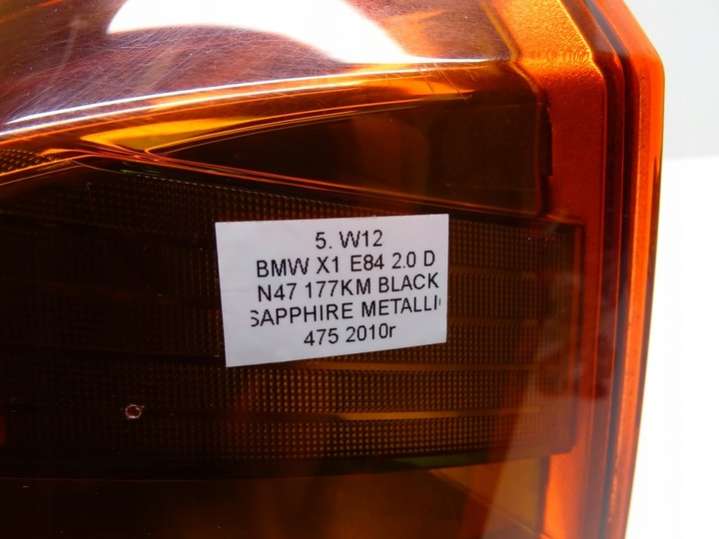 5. W12
BMW X1 E84 2.0 D
N47 177KM BLACK
SAPPHIRE METALLI
475 2010r